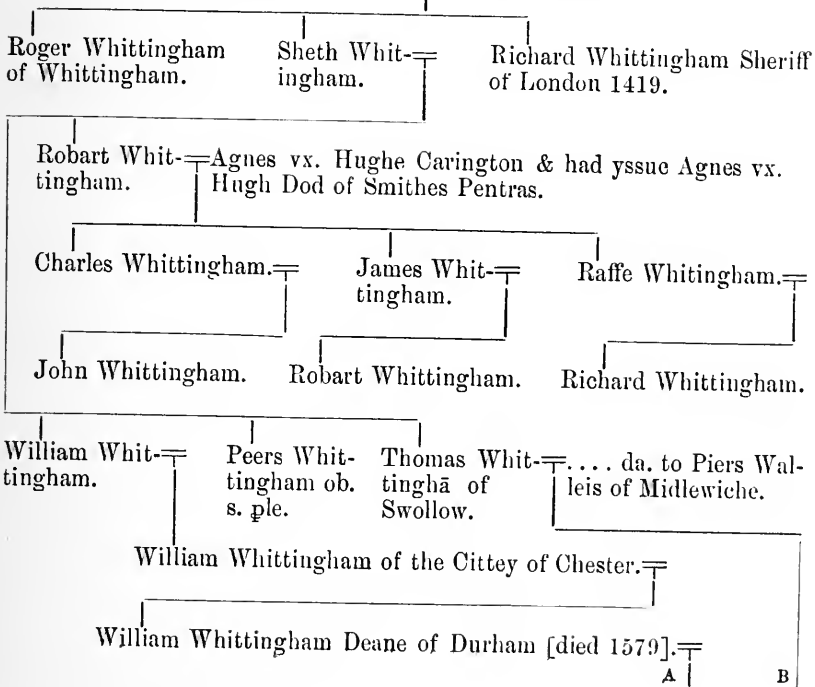 Roger Whittingham
of Whittingham.
Sheth Whit-
ingham.
Richard Whittingham Sheriff
of London 1419.
Robart Whit-
tingham.
Agnes vx. Hughe Carington & had yssue Agnes vx.
Hugh Dod of Smithes Pentras.
Charles Whittingham.
James Whit-
tingham.
Raffe Whitingham.
John Whittingham.
Robart Whittingham.
Richard Whittingham.
William Whit-
tingham.
Peers Whit-
tingham ob.
s. ꝑle.
Thomas Whit-
tinghā of
Swollow.
.... da. to Piers Wal-
leis of Midlewiche.
William Whittingham of the Cittey of Chester.
William Whittingham Deane of Durham [died 1579].
A
B